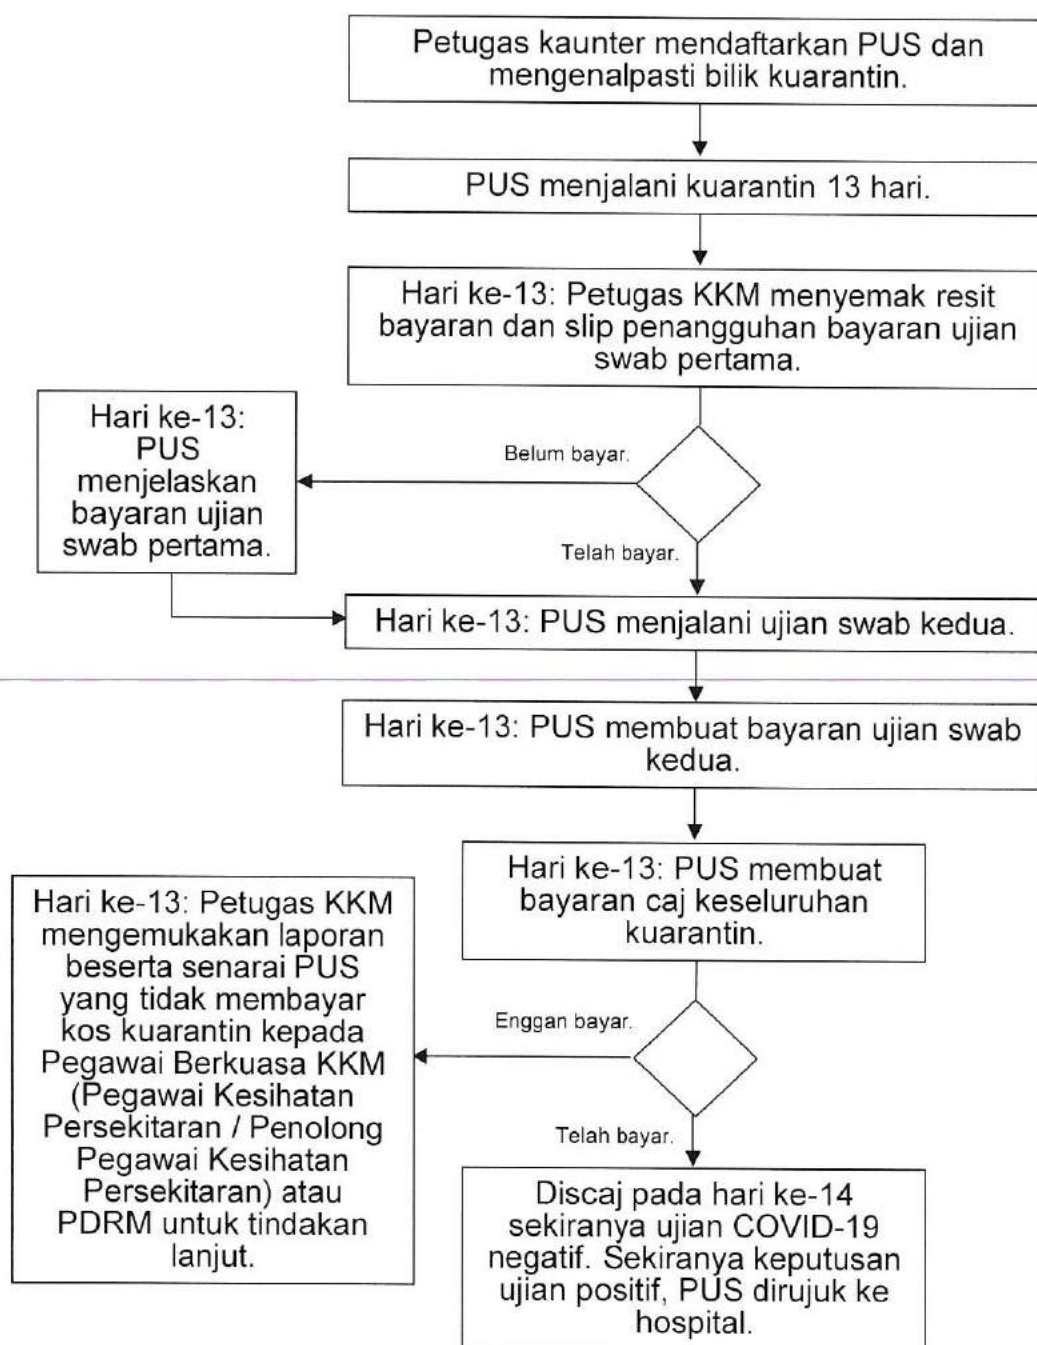 Petugas kaunter mendaftarkan PUS dan
mengenalpasti bilik kuarantin.
PUS menjalani kuarantin 13 hari.
Hari ke-13: Petugas KKM menyemak resit
bayaran dan slip penangguhan bayaran ujian
swab pertama.
Belum bayar.
Hari ke-13:
PUS
menjelaskan
bayaran ujian
swab pertama.
Telah bayar.
Hari ke-13: PUS menjalani ujian swab kedua.
Hari ke-13: PUS membuat bayaran ujian swab
kedua.
Hari ke-13: PUS membuat
bayaran caj keseluruhan
kuarantin.
Enggan bayar.
Hari ke-13: Petugas KKM
mengemukakan laporan
beserta senarai PUS
yang tidak membayar
kos kuarantin kepada
Pegawai Berkuasa KKM
(Pegawai Kesihatan
Persekitaran / Penolong
Pegawai Kesihatan
Persekitaran) atau
PDRM untuk tindakan
lanjut.
Telah bayar.
Discaj pada hari ke-14
sekiranya ujian COVID-19
negatif. Sekiranya keputusan
ujian positif, PUS dirujuk ke
hospital.